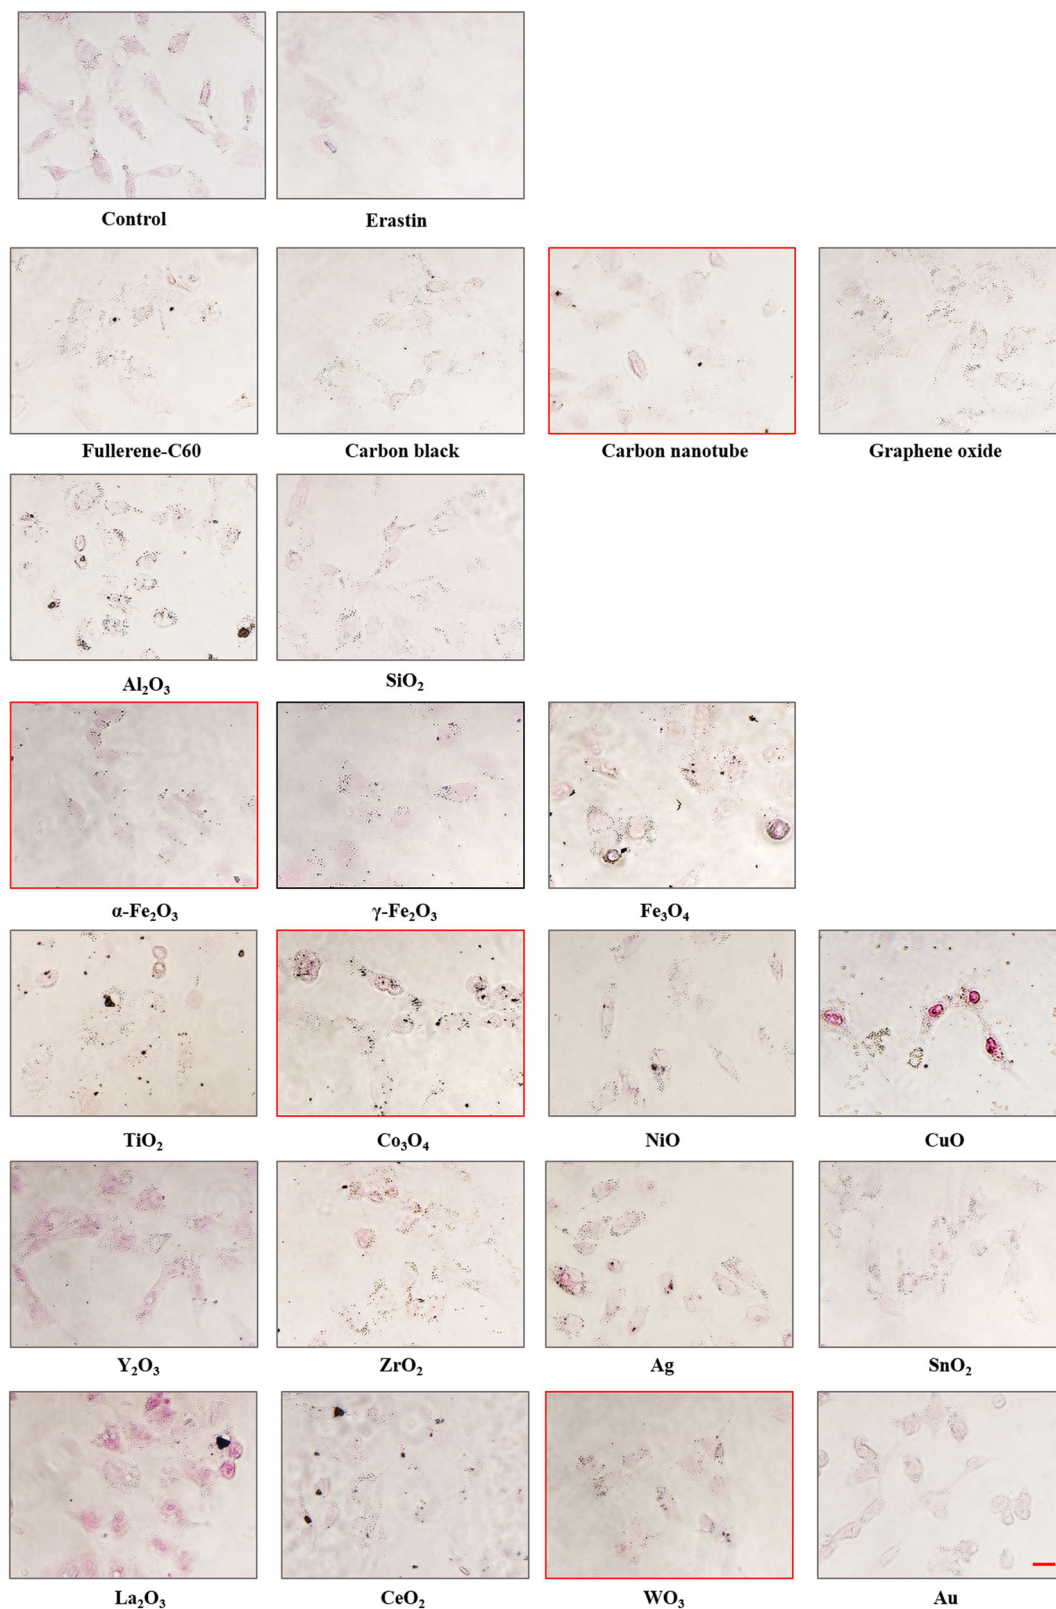 Control Erastin
Fullerene-C60 Carbon black Carbon nanotube Graphene oxide
Al₂O₃ SiO₂
α-Fe₂O₃ γ-Fe₂O₃ Fe₃O₄
TiO₂ Co₃O₄ NiO CuO
Y₂O₃ ZrO₂ Ag SnO₂
La₂O₃ CeO₂ WO₃ Au